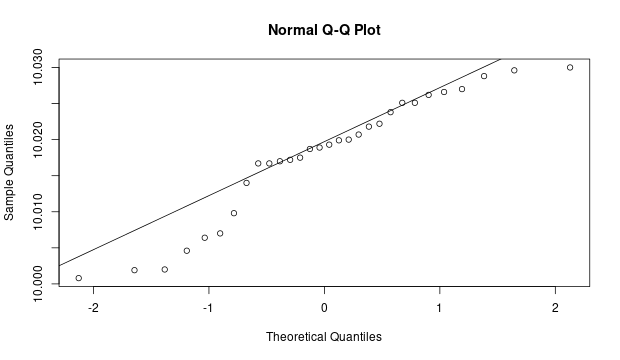 Normal Q-Q Plot
Sample Quantiles
10.030
10.020
10.010
10.000
-2 -1 0 1 2
Theoretical Quantiles